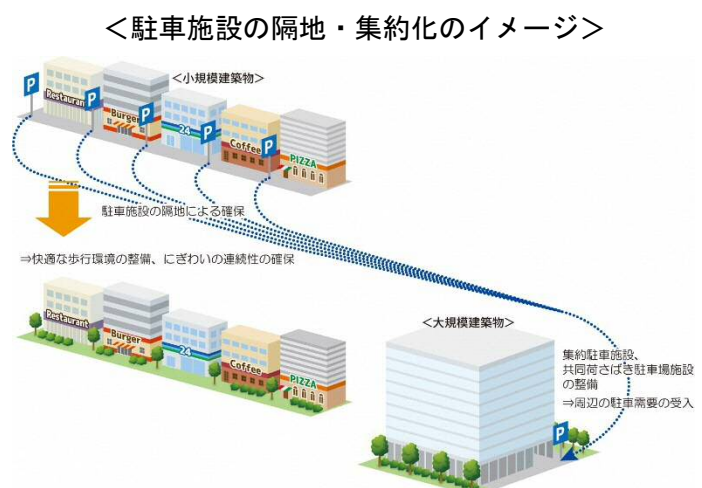 ＜駐車施設の隔地・集約化のイメージ＞
＜小規模建築物＞
P
P
P
P
P
Restaurant
Burger
24
Coffee
PIZZA
駐車施設の隔地による確保
⇒快適な歩行環境の整備、にぎわいの連続性の確保
Restaurant
Burger
24
Coffee
PIZZA
＜大規模建築物＞
集約駐車施設、
共同荷さばき駐車場施設
の整備
⇒周辺の駐車需要の受入
P